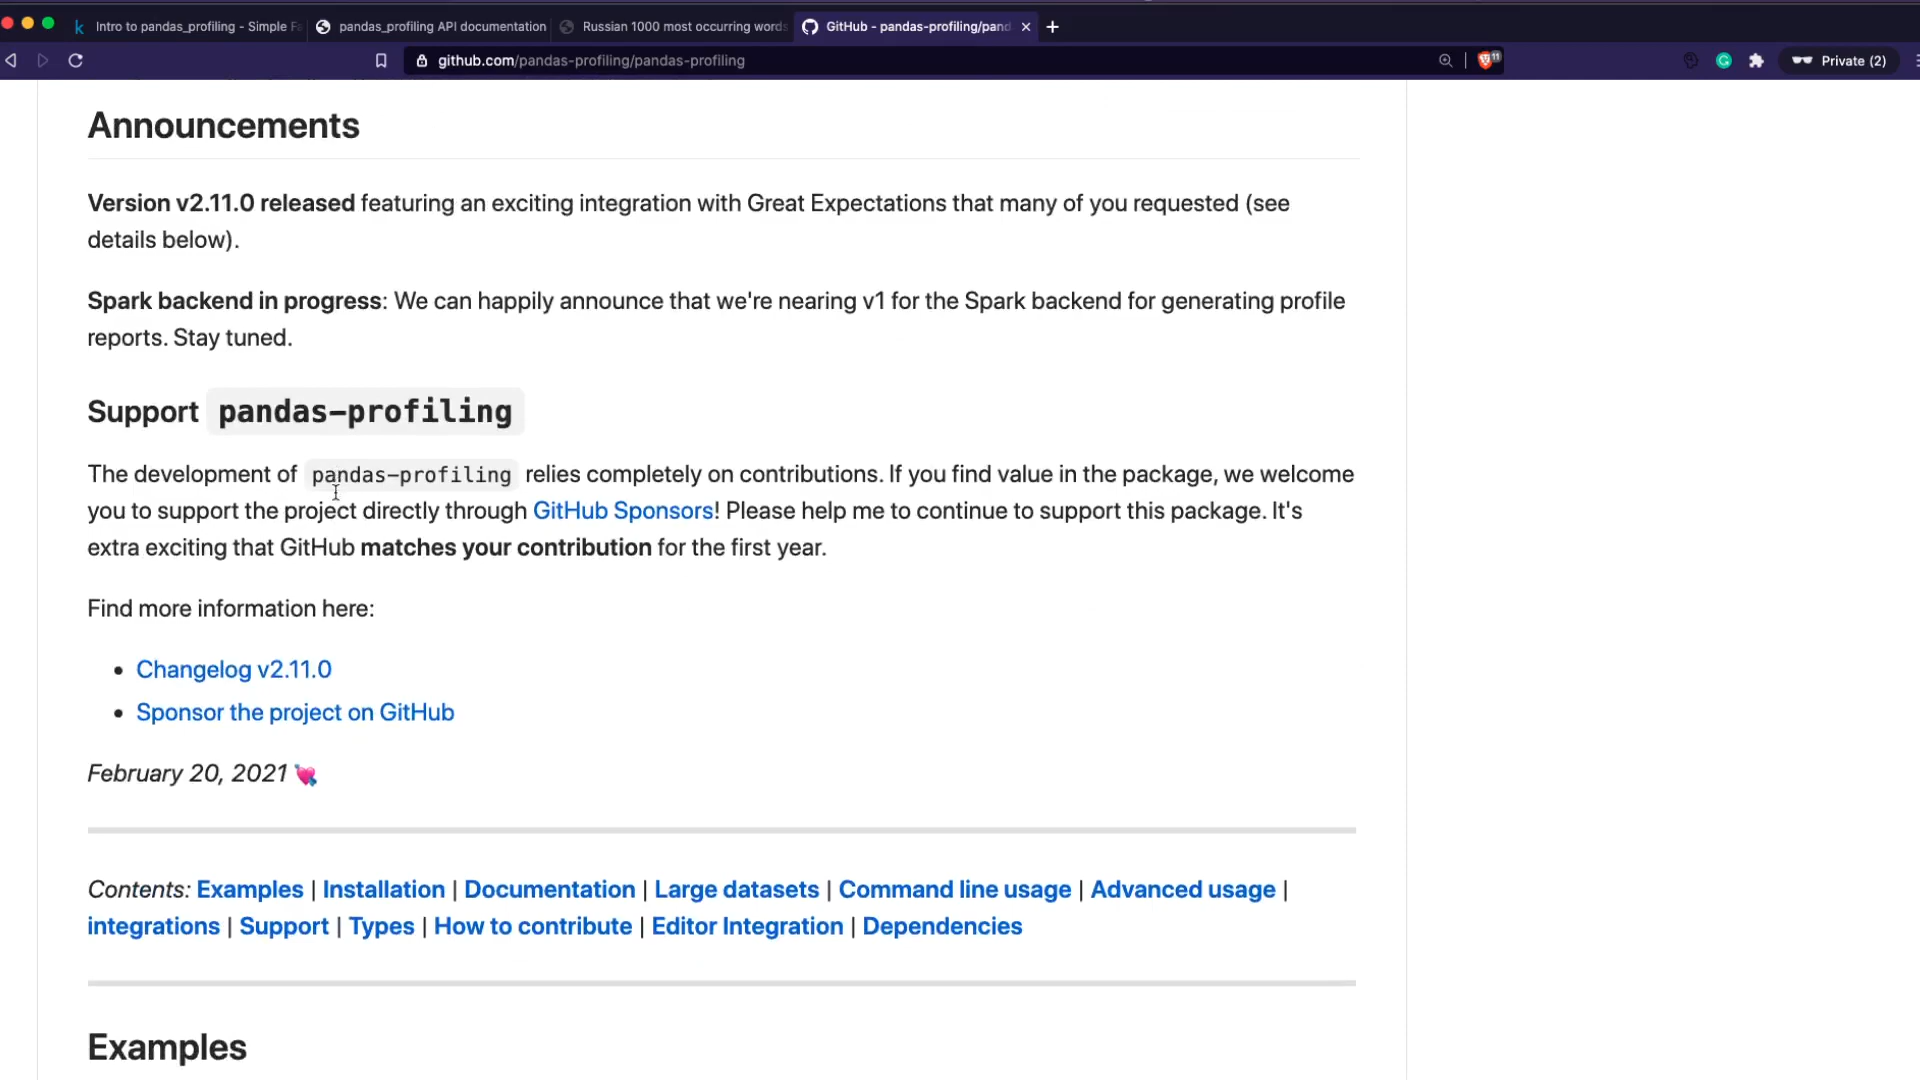 Intro to pandas_profiling - Simple Fa
pandas_profiling API documentation
Russian 1000 most occurring words
GitHub - pandas-profiling/pand
github.com/pandas-profiling/pandas-profiling
11
Private (2)
Announcements
Version v2.11.0 released featuring an exciting integration with Great Expectations that many of you requested (see
details below).
Spark backend in progress: We can happily announce that we're nearing v1 for the Spark backend for generating profile
reports. Stay tuned.
Support pandas-profiling
The development of pandas-profiling relies completely on contributions. If you find value in the package, we welcome
you to support the project directly through GitHub Sponsors! Please help me to continue to support this package. It's
extra exciting that GitHub matches your contribution for the first year.
Find more information here:
• Changelog v2.11.0
• Sponsor the project on GitHub
February 20, 2021 💘
Contents: Examples | Installation | Documentation | Large datasets | Command line usage | Advanced usage |
integrations | Support | Types | How to contribute | Editor Integration | Dependencies
Examples